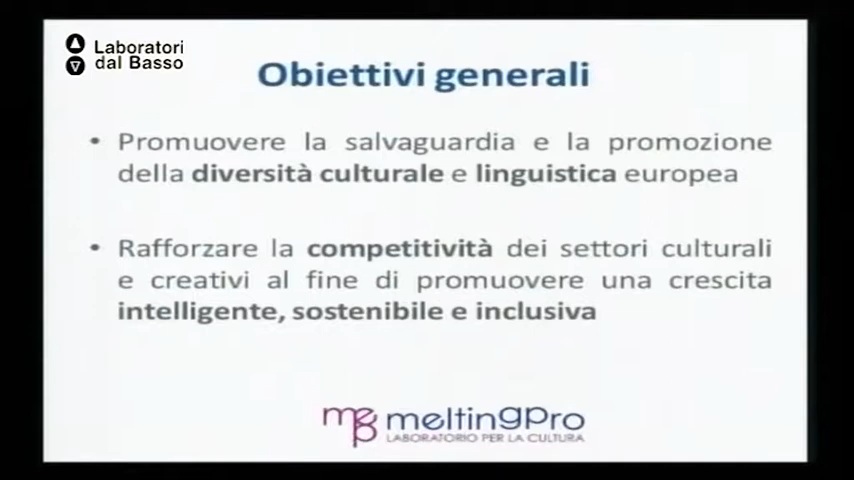 Laboratori
dal Basso
Obiettivi generali
• Promuovere la salvaguardia e la promozione
della diversità culturale e linguistica europea
• Rafforzare la competitività dei settori culturali
e creativi al fine di promuovere una crescita
intelligente, sostenibile e inclusiva
mep meltingpro
LABORATORIO PER LA CULTURA